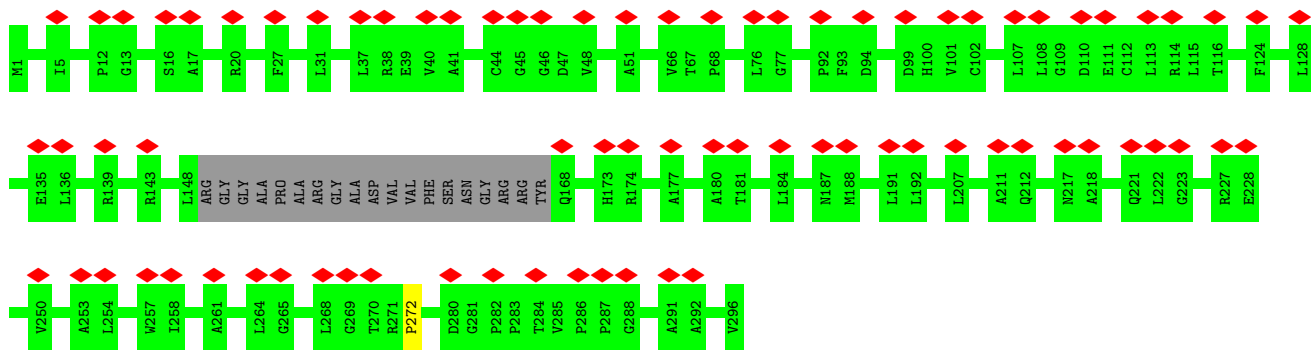 M1 I5 P12 G13 S16 A17 R20 F27 L31 L37 R38 E39 V40 A41 C44 G45 G46 D47 V48 A51 V66 T67 P68 L76 G77 P92 F93 D94 D99 H100 V101 C102 L107 L108 G109 D110 E111 C112 L113 R114 L115 T116 F124 L128
E135 L136 R139 R143 L148 ARG GLY GLY ALA PRO ALA ARG GLY ALA ASP VAL VAL PHE SER ASN GLY ARG ARG TYR Q168 H173 R174 A177 A180 T181 L184 N187 M188 L191 L192 L207 A211 Q212 N217 A218 Q221 L222 G223 R227 E228
V250 A253 L254 W257 I258 A261 L264 G265 L268 G269 T270 R271 P272 D280 G281 P282 P283 T284 V285 P286 P287 G288 A291 A292 V296